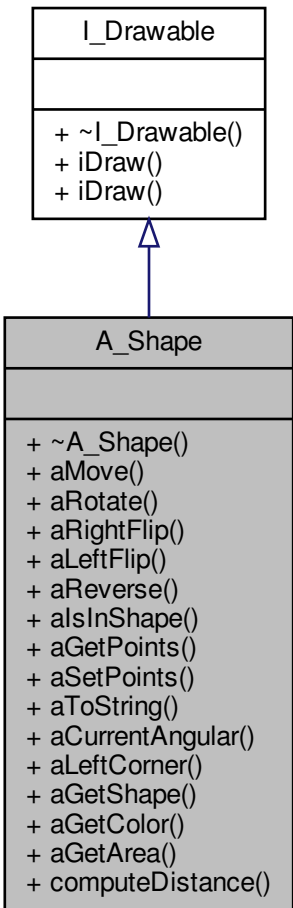 I_Drawable
+ ~I_Drawable()
+ iDraw()
+ iDraw()
A_Shape
+ ~A_Shape()
+ aMove()
+ aRotate()
+ aRightFlip()
+ aLeftFlip()
+ aReverse()
+ aIsInShape()
+ aGetPoints()
+ aSetPoints()
+ aToString()
+ aCurrentAngular()
+ aLeftCorner()
+ aGetShape()
+ aGetColor()
+ aGetArea()
+ computeDistance()